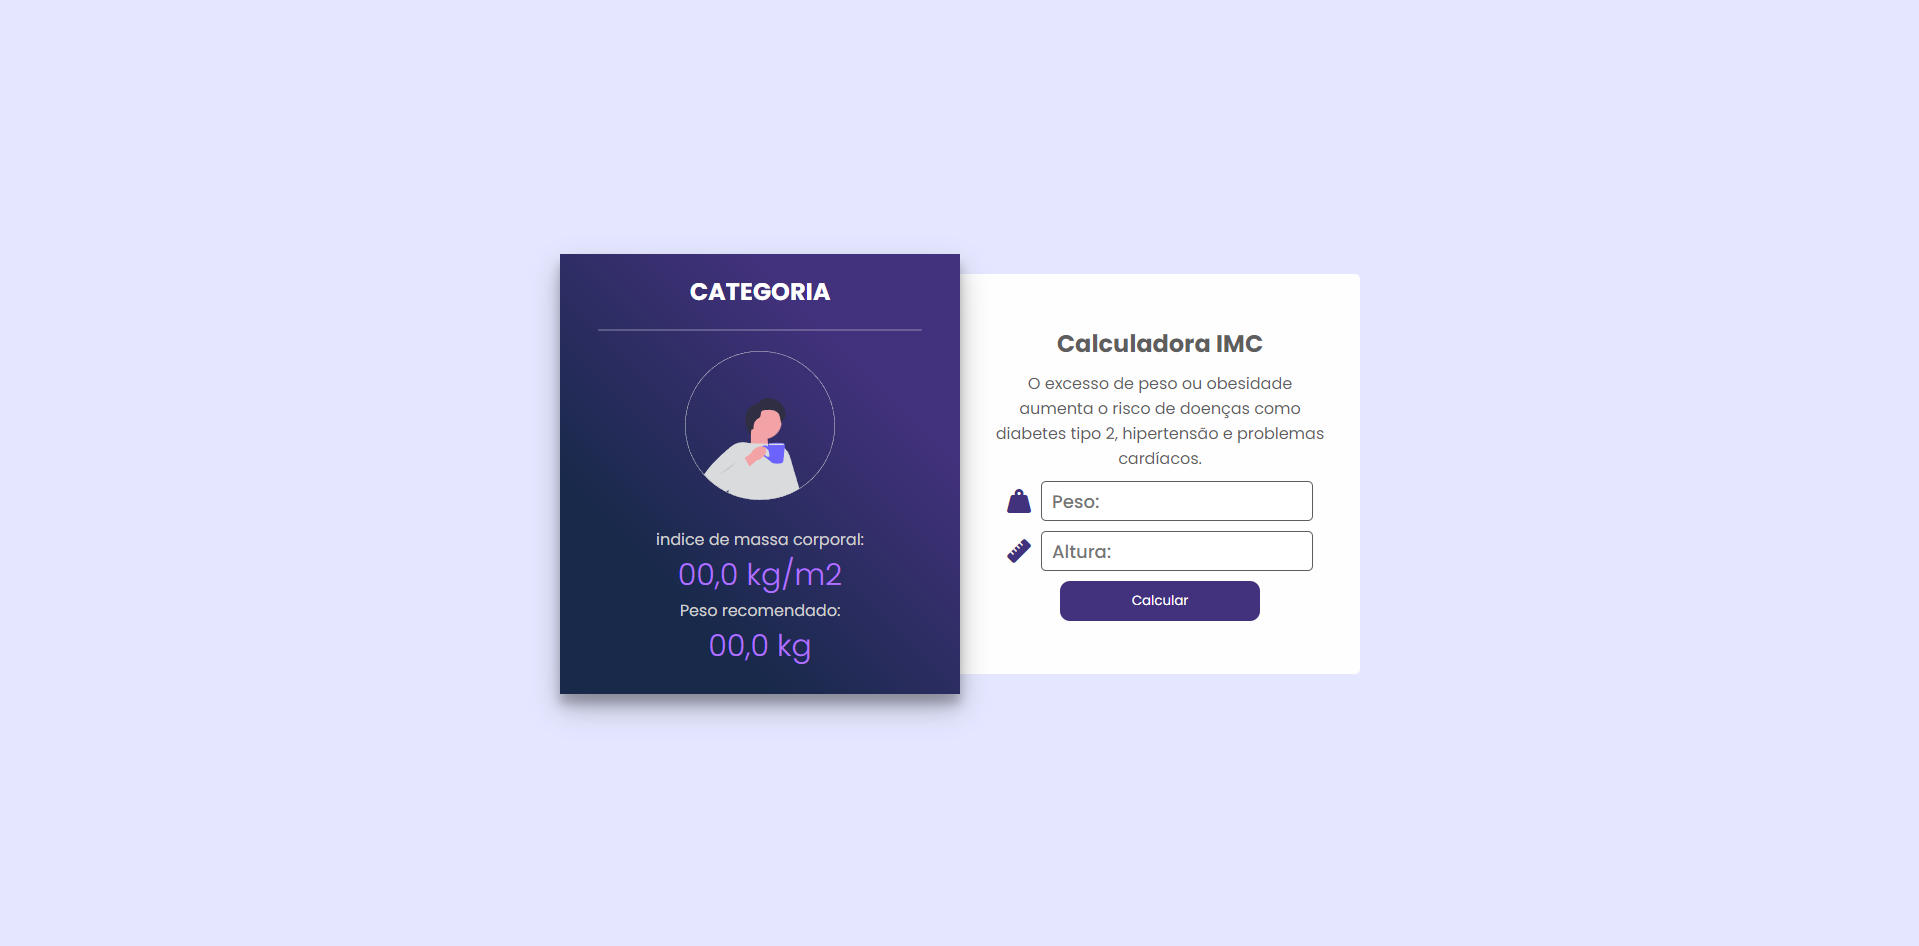 CATEGORIA
indice de massa corporal:
00,0 kg/m2
Peso recomendado:
00,0 kg
Calculadora IMC
O excesso de peso ou obesidade
aumenta o risco de doenças como
diabetes tipo 2, hipertensão e problemas
cardíacos.
Peso:
Altura:
Calcular